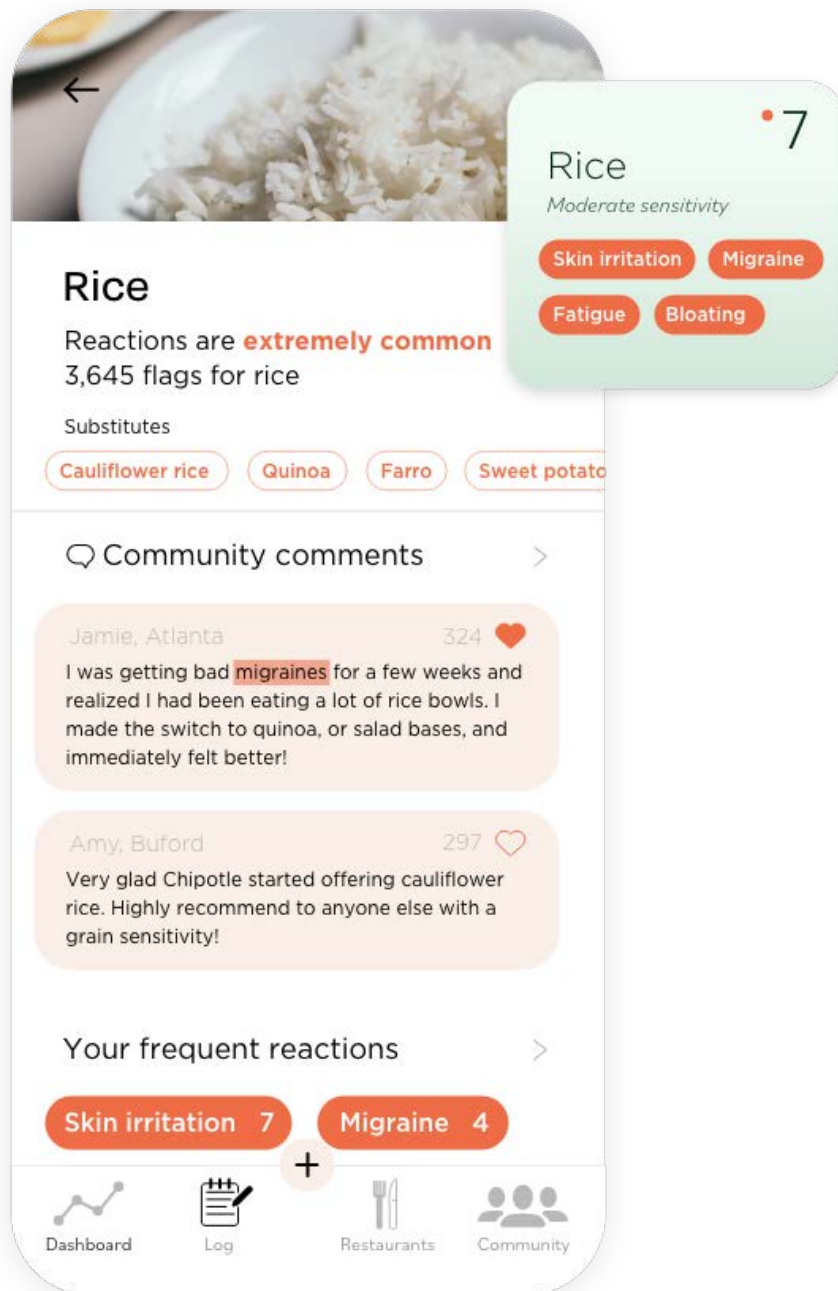 Rice
Reactions are extremely common
3,645 flags for rice
Substitutes
Cauliflower rice Quinoa Farro Sweet potato
Community comments
Jamie, Atlanta 324
I was getting bad migraines for a few weeks and
realized I had been eating a lot of rice bowls. I
made the switch to quinoa, or salad bases, and
immediately felt better!
Amy, Buford 297
Very glad Chipotle started offering cauliflower
rice. Highly recommend to anyone else with a
grain sensitivity!
Your frequent reactions
Skin irritation 7 Migraine 4
+
Dashboard Log Restaurants Community
7
Rice
Moderate sensitivity
Skin irritation Migraine
Fatigue Bloating